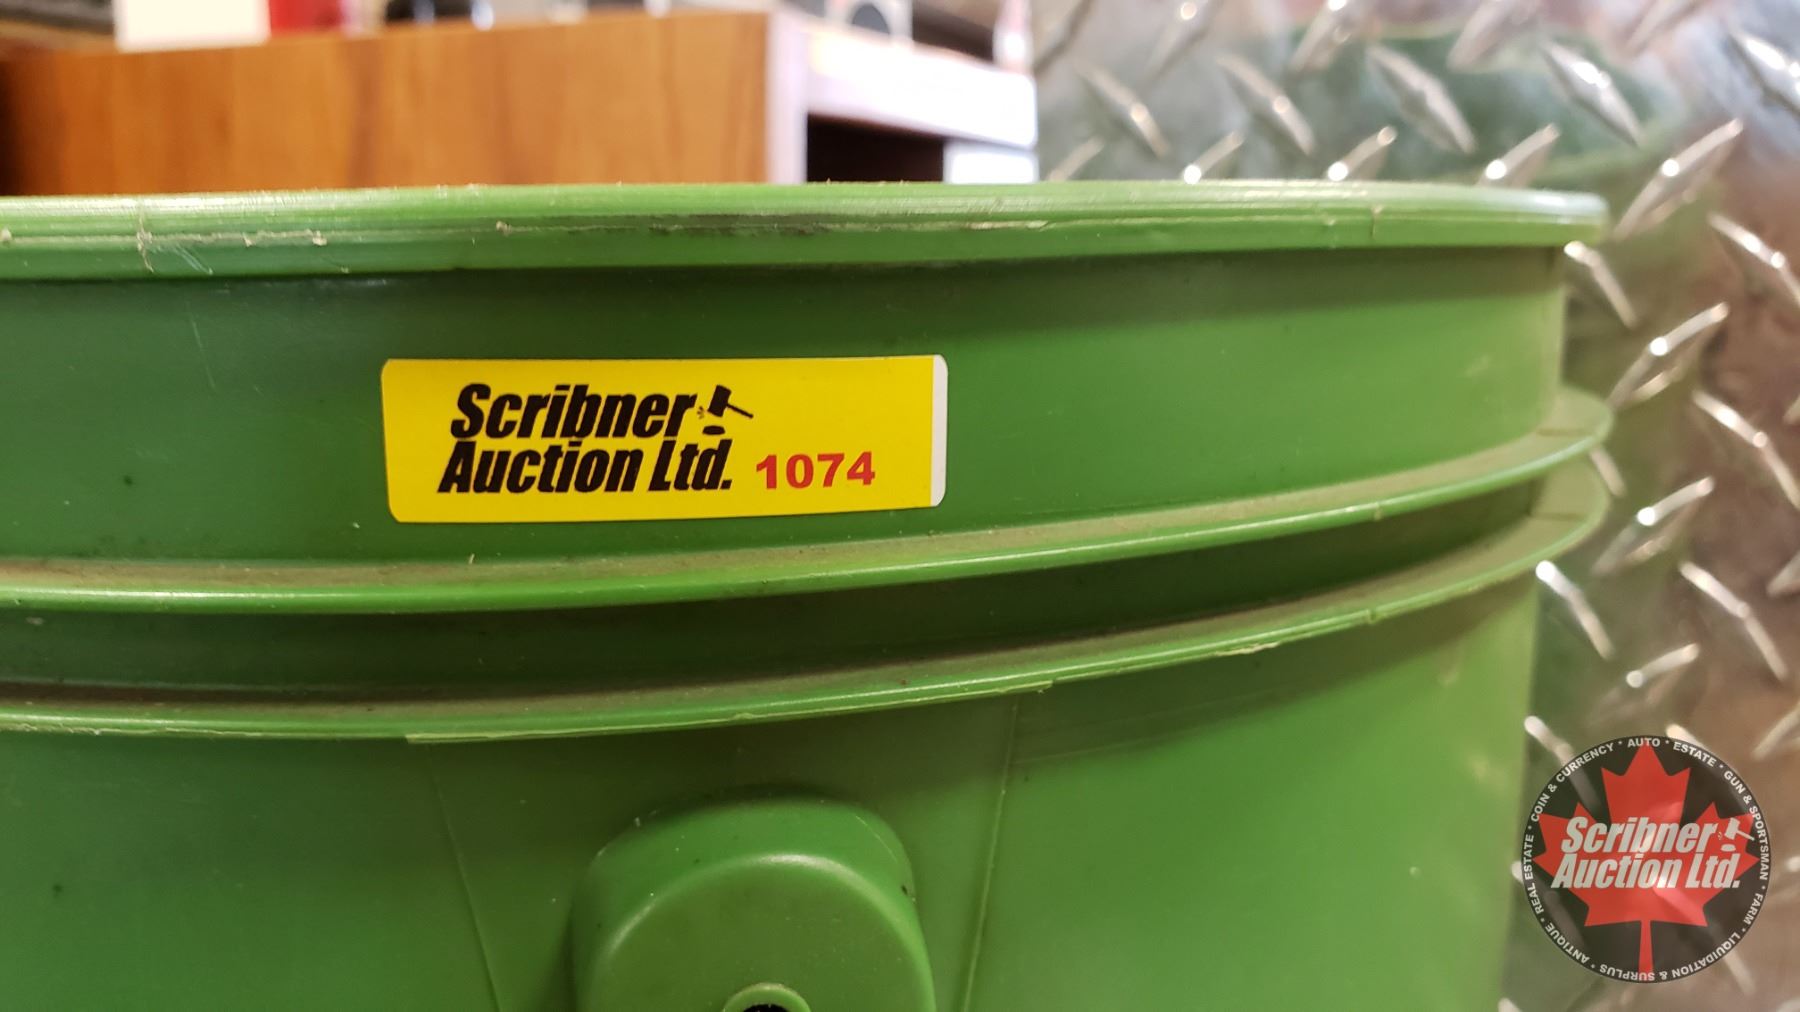 Scribner
Auction Ltd. 1074
REAL ESTATE * COIN & CURRENCY * AUTO * ESTATE * GUN & SPORTSMAN * FARM * LIQUIDATION & SURPLUS * ANTIQUE *
Scribner
Auction Ltd.